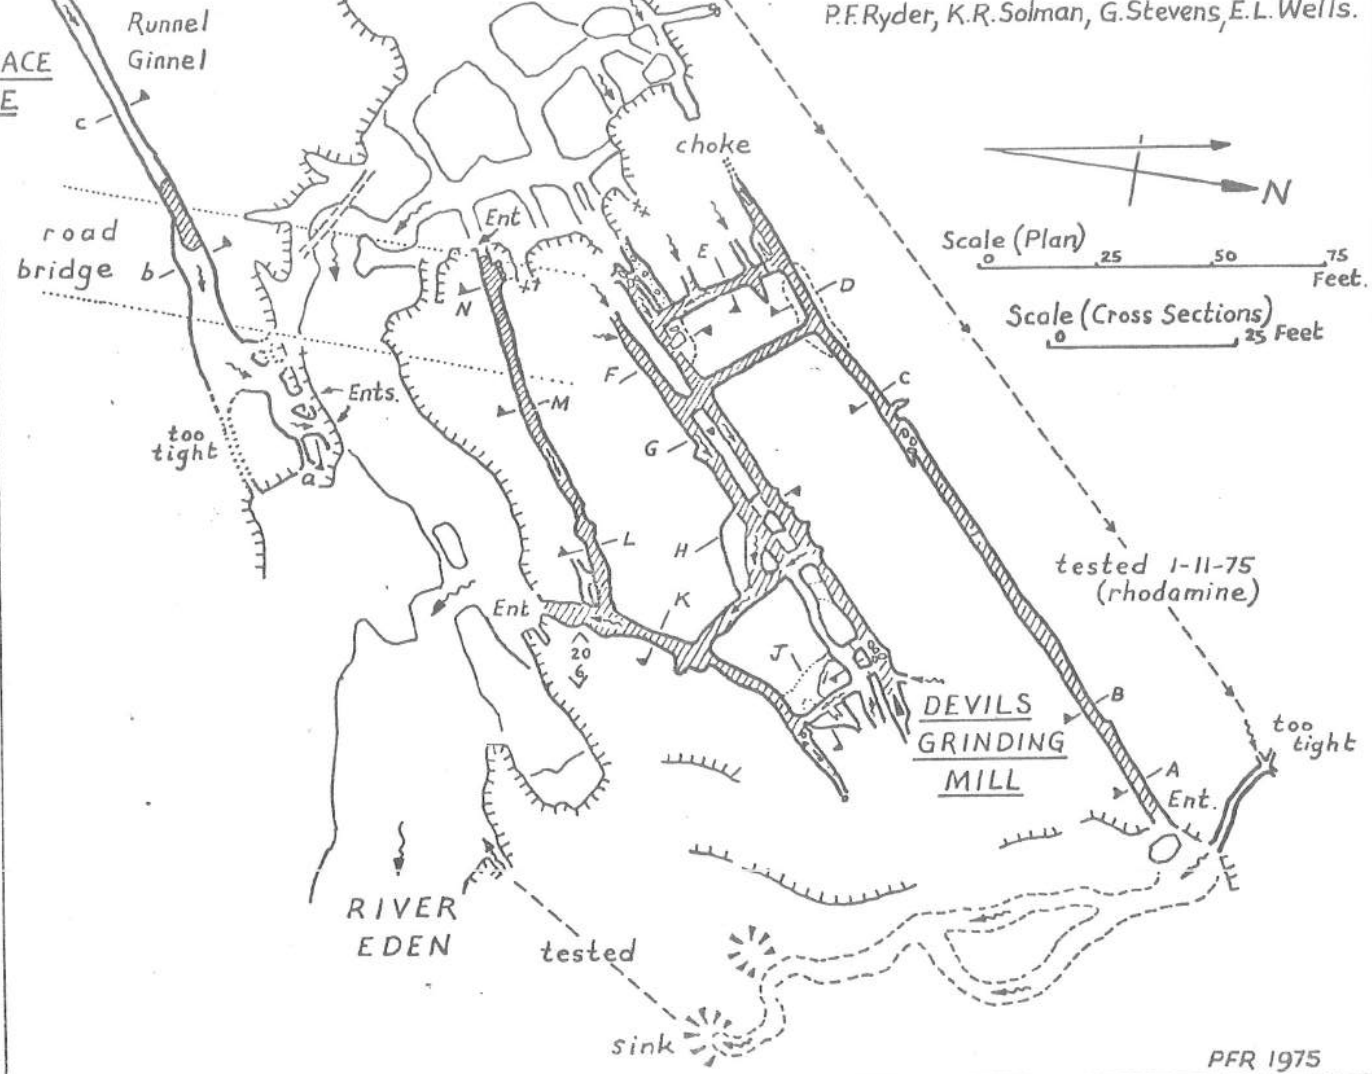 P.F.Ryder, K.R.Solman, G.Stevens, E.L.Wells.
Runnel
Ginnel
ACE
E
c
choke
N
Scale (Plan)
0 25 50 75
Feet.
Scale (Cross Sections)
0 25 Feet
road
bridge
b
Ent
N
E
D
F
C
M
Ents.
too
tight
a
G
L
H
K
Ent
20
6
J
tested 1-11-75
(rhodamine)
DEVILS
GRINDING
MILL
B
A
Ent.
too
tight
RIVER
EDEN
tested
sink
PFR 1975